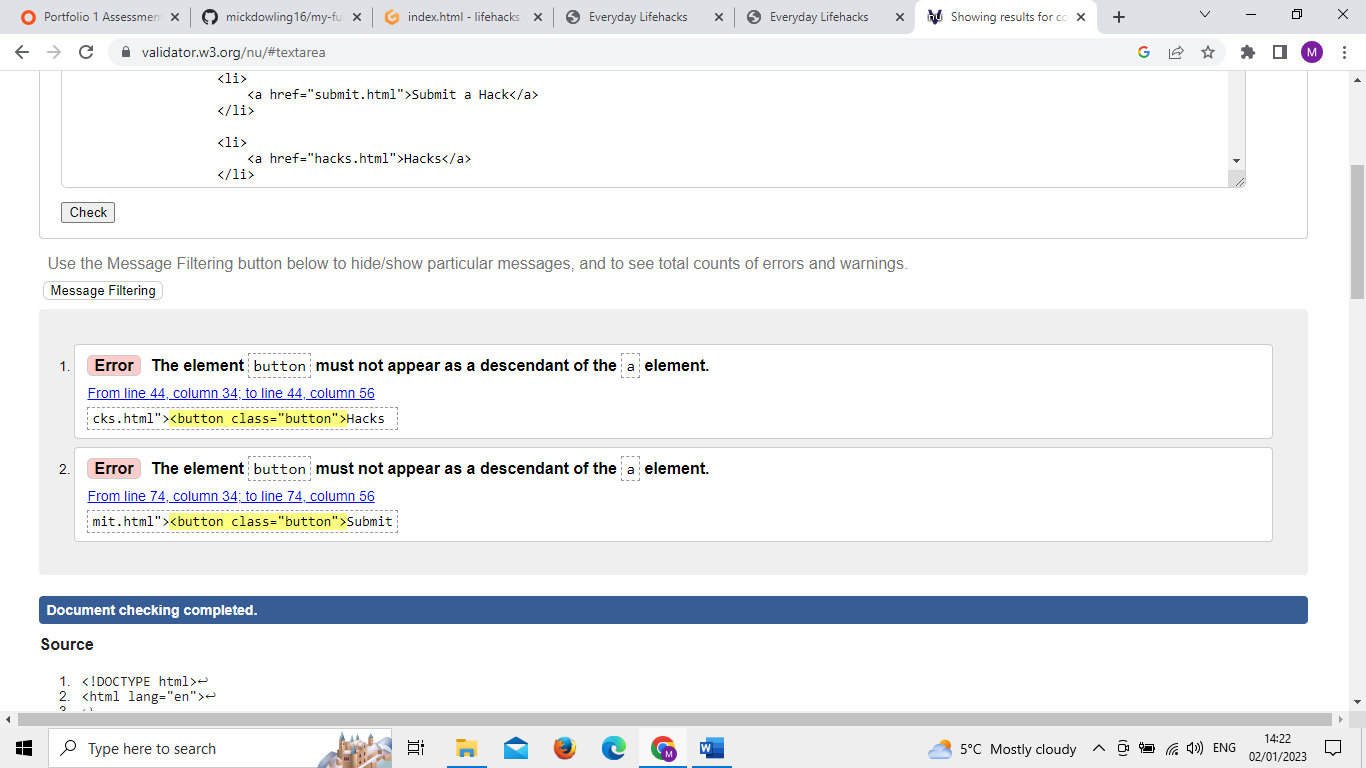 Portfolio 1 Assessment
mickdowling16/my-ful
index.html - lifehacks
Everyday Lifehacks
Everyday Lifehacks
Showing results for co
validator.w3.org/nu/#textarea
M
<li>
<a href="submit.html">Submit a Hack</a>
</li>
<li>
<a href="hacks.html">Hacks</a>
</li>
Check
Use the Message Filtering button below to hide/show particular messages, and to see total counts of errors and warnings.
Message Filtering
1. Error The element button must not appear as a descendant of the a element.
From line 44, column 34; to line 44, column 56
cks.html"><button class="button">Hacks
2. Error The element button must not appear as a descendant of the a element.
From line 74, column 34; to line 74, column 56
mit.html"><button class="button">Submit
Document checking completed.
Source
1. <!DOCTYPE html>↩
2. <html lang="en">↩
Type here to search
5°C Mostly cloudy
ENG
14:22
02/01/2023